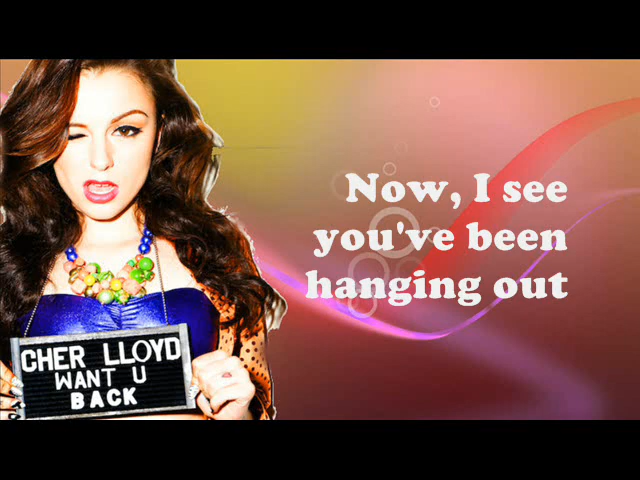 Now, I see
you've been
hanging out
CHER LLOYD
WANT U
BACK